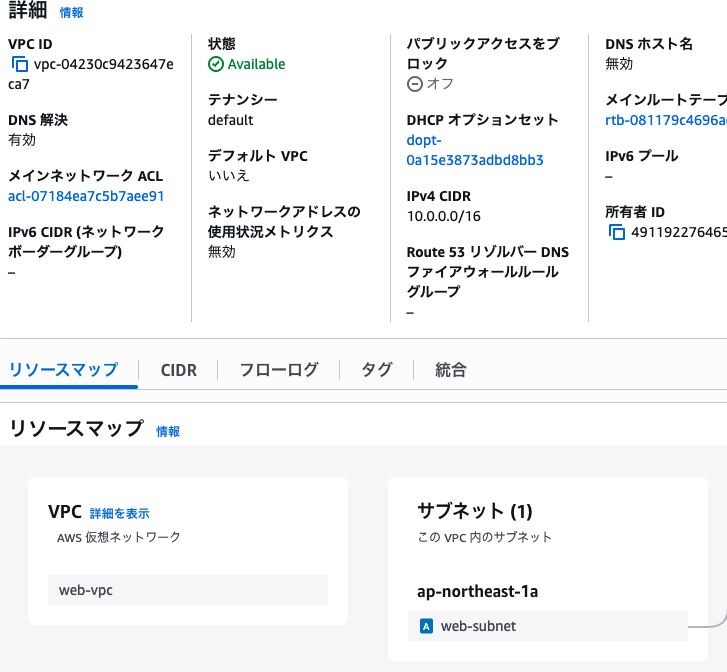 詳細 情報
VPC ID
vpc-04230c9423647e
ca7
DNS 解決
有効
メインネットワーク ACL
acl-07184ea7c5b7aee91
IPv6 CIDR (ネットワーク
ボーダーグループ)
–
状態
Available
テナンシー
default
デフォルト VPC
いいえ
ネットワークアドレスの
使用状況メトリクス
無効
パブリックアクセスをブ
ロック
オフ
DHCP オプションセット
dopt-
0a15e3873adbd8bb3
IPv4 CIDR
10.0.0.0/16
Route 53 リゾルバー DNS
ファイアウォールルール
グループ
–
DNS ホスト名
無効
メインルートテーブ
rtb-081179c4696a
IPv6 プール
–
所有者 ID
491192276465
リソースマップ CIDR フローログ タグ 統合
リソースマップ 情報
VPC 詳細を表示
AWS 仮想ネットワーク
web-vpc
サブネット (1)
この VPC 内のサブネット
ap-northeast-1a
A web-subnet